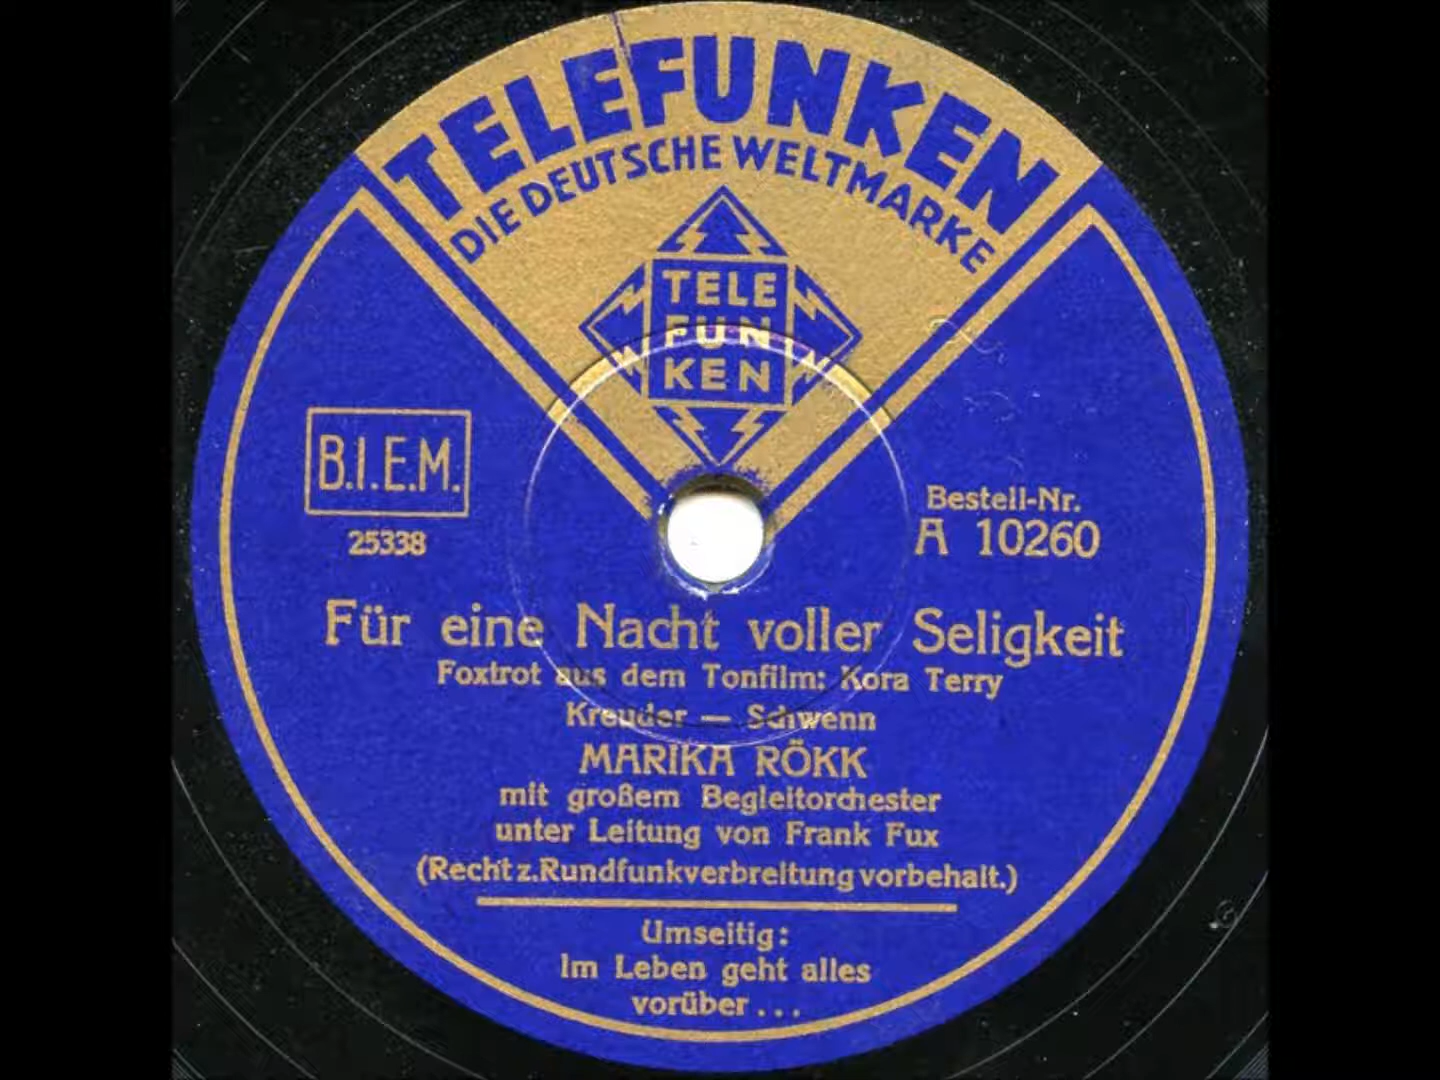 TELEFUNKEN
DIE DEUTSCHE WELTMARKE
TELE
FUN
KEN
B.I.E.M.
25338
Bestell-Nr.
A 10260
Für eine Nacht voller Seligkeit
Foxtrot aus dem Tonfilm: Kora Terry
Kreuder — Schwenn
MARIKA RÖKK
mit großem Begleitorchester
unter Leitung von Frank Fux
(Recht z. Rundfunkverbreitung vorbehalt.)
Umseitig:
Im Leben geht alles
vorüber...